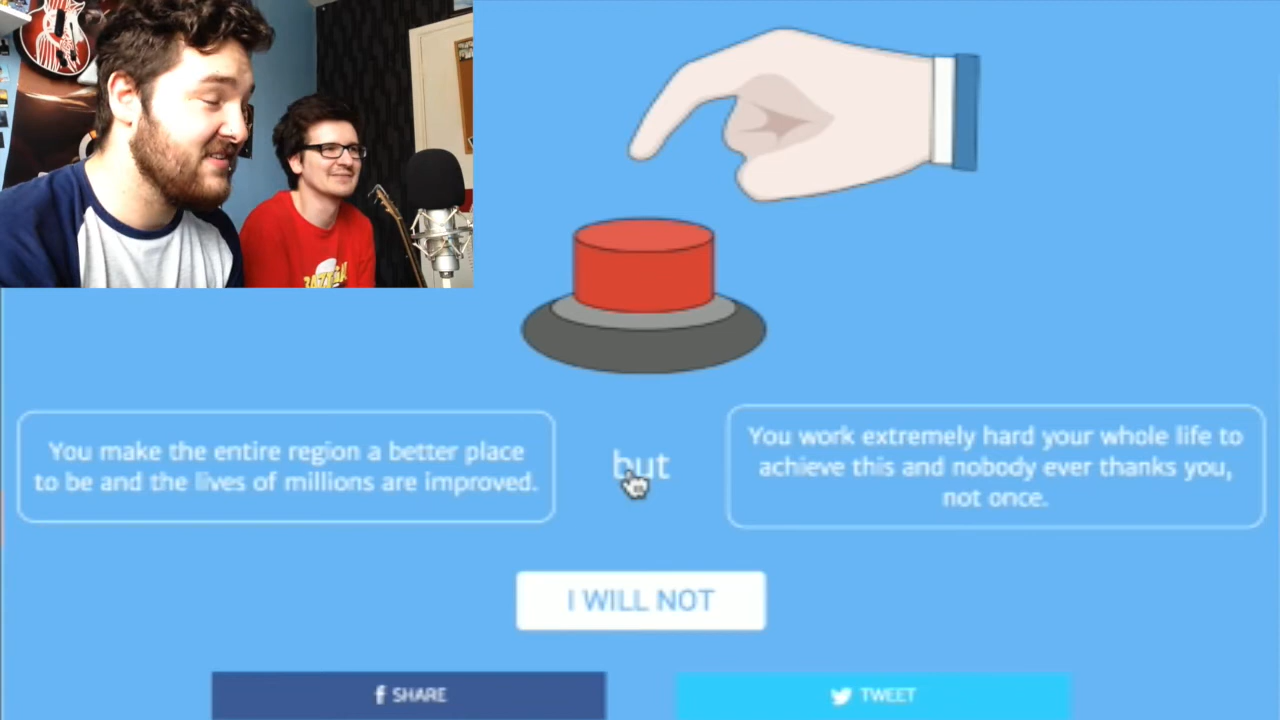 You make the entire region a better place
to be and the lives of millions are improved.
but
You work extremely hard your whole life to
achieve this and nobody ever thanks you,
not once.
I WILL NOT
f SHARE
TWEET